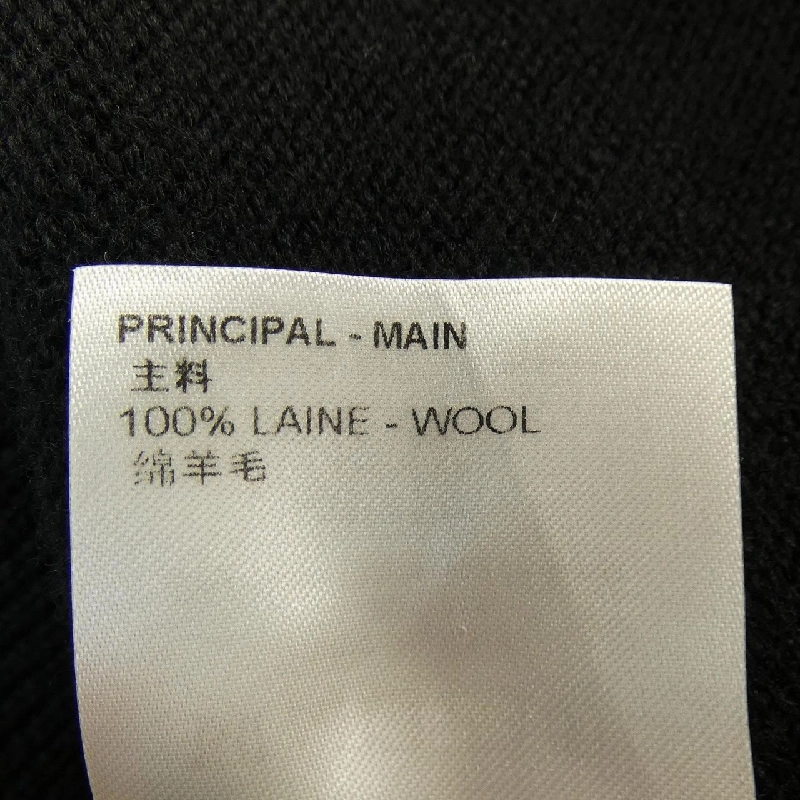 PRINCIPAL - MAIN
主料
100% LAINE - WOOL
绵羊毛